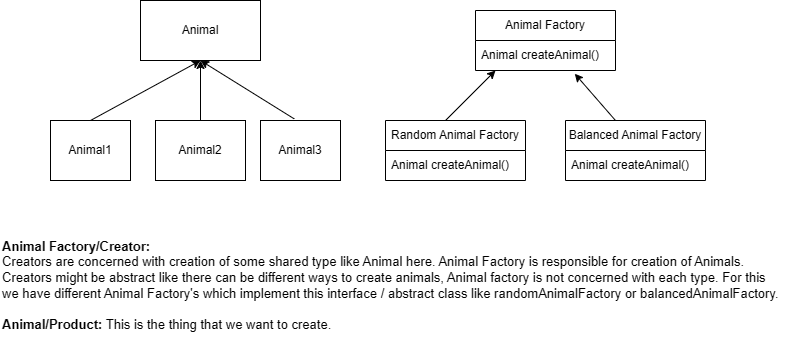 Animal
Animal Factory
Animal createAnimal()
Animal1
Animal2
Animal3
Random Animal Factory
Animal createAnimal()
Balanced Animal Factory
Animal createAnimal()
Animal Factory/Creator:
Creators are concerned with creation of some shared type like Animal here. Animal Factory is responsible for creation of Animals.
Creators might be abstract like there can be different ways to create animals, Animal factory is not concerned with each type. For this
we have different Animal Factory's which implement this interface / abstract class like randomAnimalFactory or balancedAnimalFactory.
Animal/Product: This is the thing that we want to create.